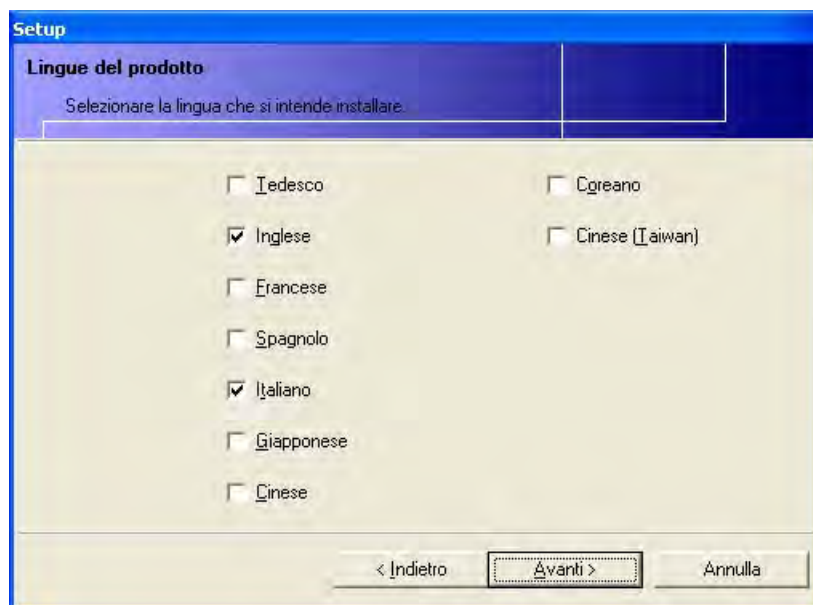 Setup
Lingue del prodotto
Selezionare la lingua che si intende installare.
Tedesco
Inglese
Francese
Spagnolo
Italiano
Giapponese
Cinese
Coreano
Cinese (Taiwan)
< Indietro
Avanti >
Annulla